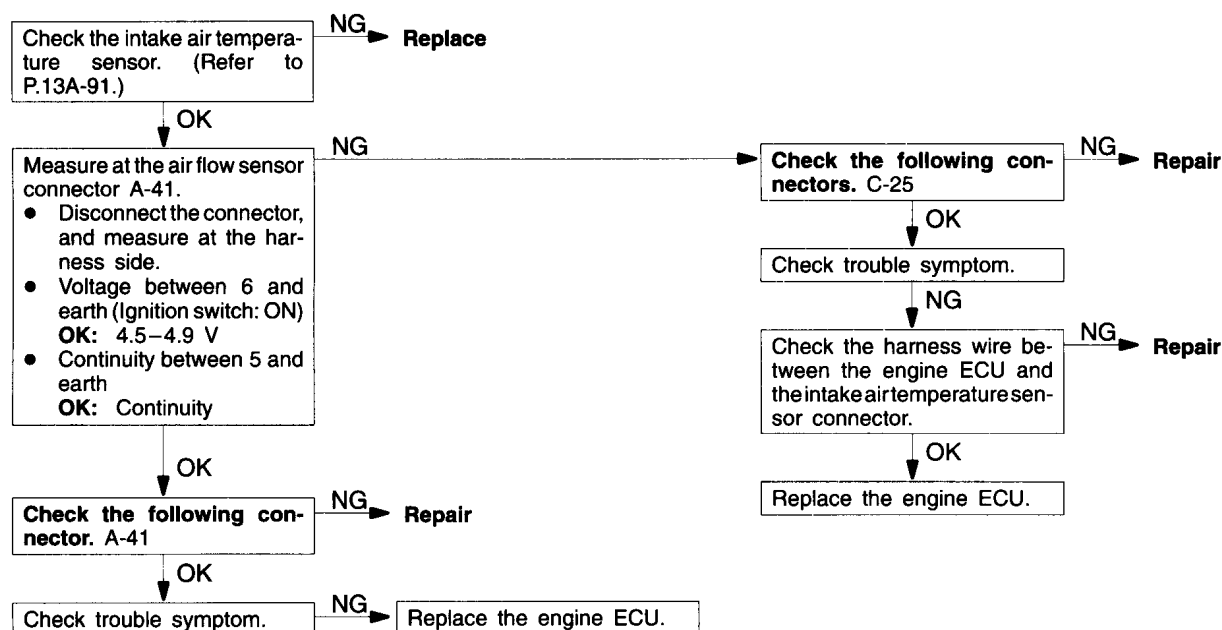 Check the intake air tempera-
ture sensor. (Refer to
P.13A-91.)
NG
Replace
OK
Measure at the air flow sensor
connector A-41.
● Disconnect the connector,
and measure at the har-
ness side.
● Voltage between 6 and
earth (Ignition switch: ON)
OK: 4.5–4.9 V
● Continuity between 5 and
earth
OK: Continuity
NG
Check the following con-
nectors. C-25
NG
Repair
OK
Check trouble symptom.
NG
Check the harness wire be-
tween the engine ECU and
the intake air temperature sen-
sor connector.
NG
Repair
OK
Replace the engine ECU.
OK
Check the following con-
nector. A-41
NG
Repair
OK
Check trouble symptom.
NG
Replace the engine ECU.